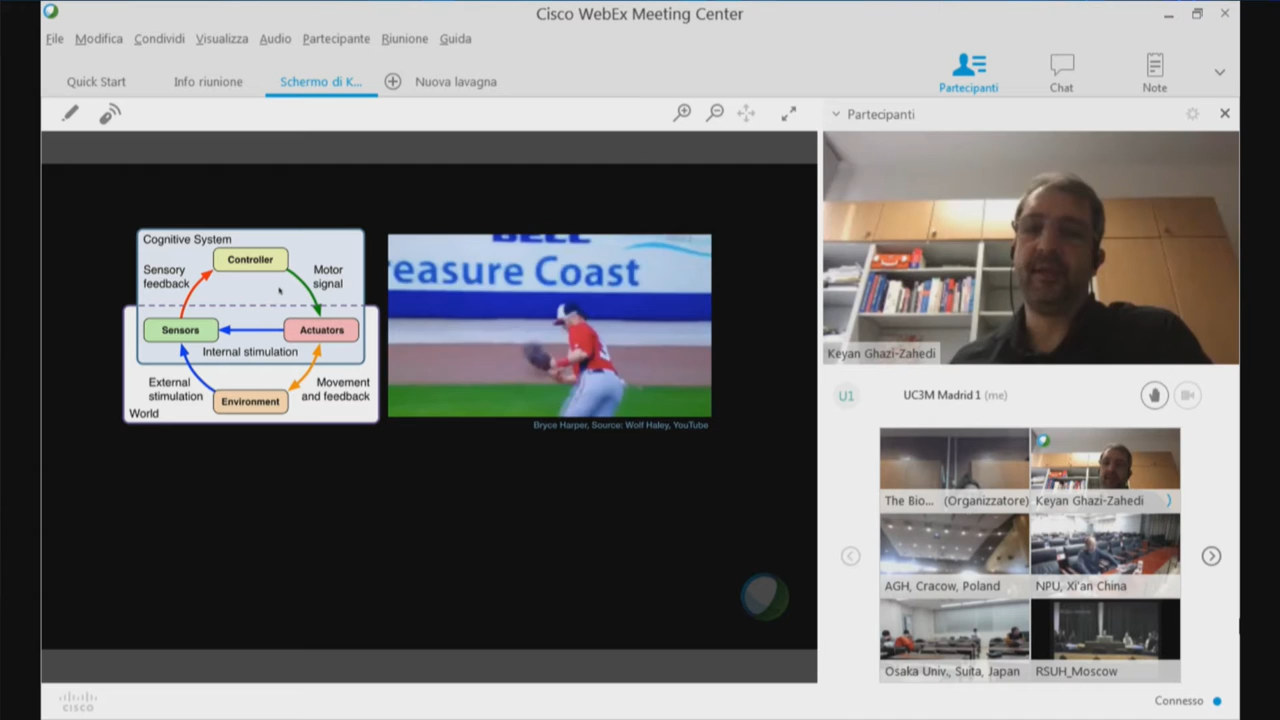 Cisco WebEx Meeting Center
File Modifica Condividi Visualizza Audio Partecipante Riunione Guida
Quick Start Info riunione Schermo di K... Nuova lavagna
Partecipanti Chat Note
Partecipanti
Cognitive System
Controller
Sensory
feedback
Motor
signal
Sensors
Actuators
Internal stimulation
External
stimulation
Movement
and feedback
Environment
World
BELL
easure Coast
Bryce Harper, Source: Wolf Haley, YouTube
Keyan Ghazi-Zahedi
U1 UC3M Madrid 1 (me)
The Bio... (Organizzatore) Keyan Ghazi-Zahedi
AGH, Cracow, Poland NPU, Xi'an China
Osaka Univ., Suita, Japan RSUH_Moscow
cisco
Connesso